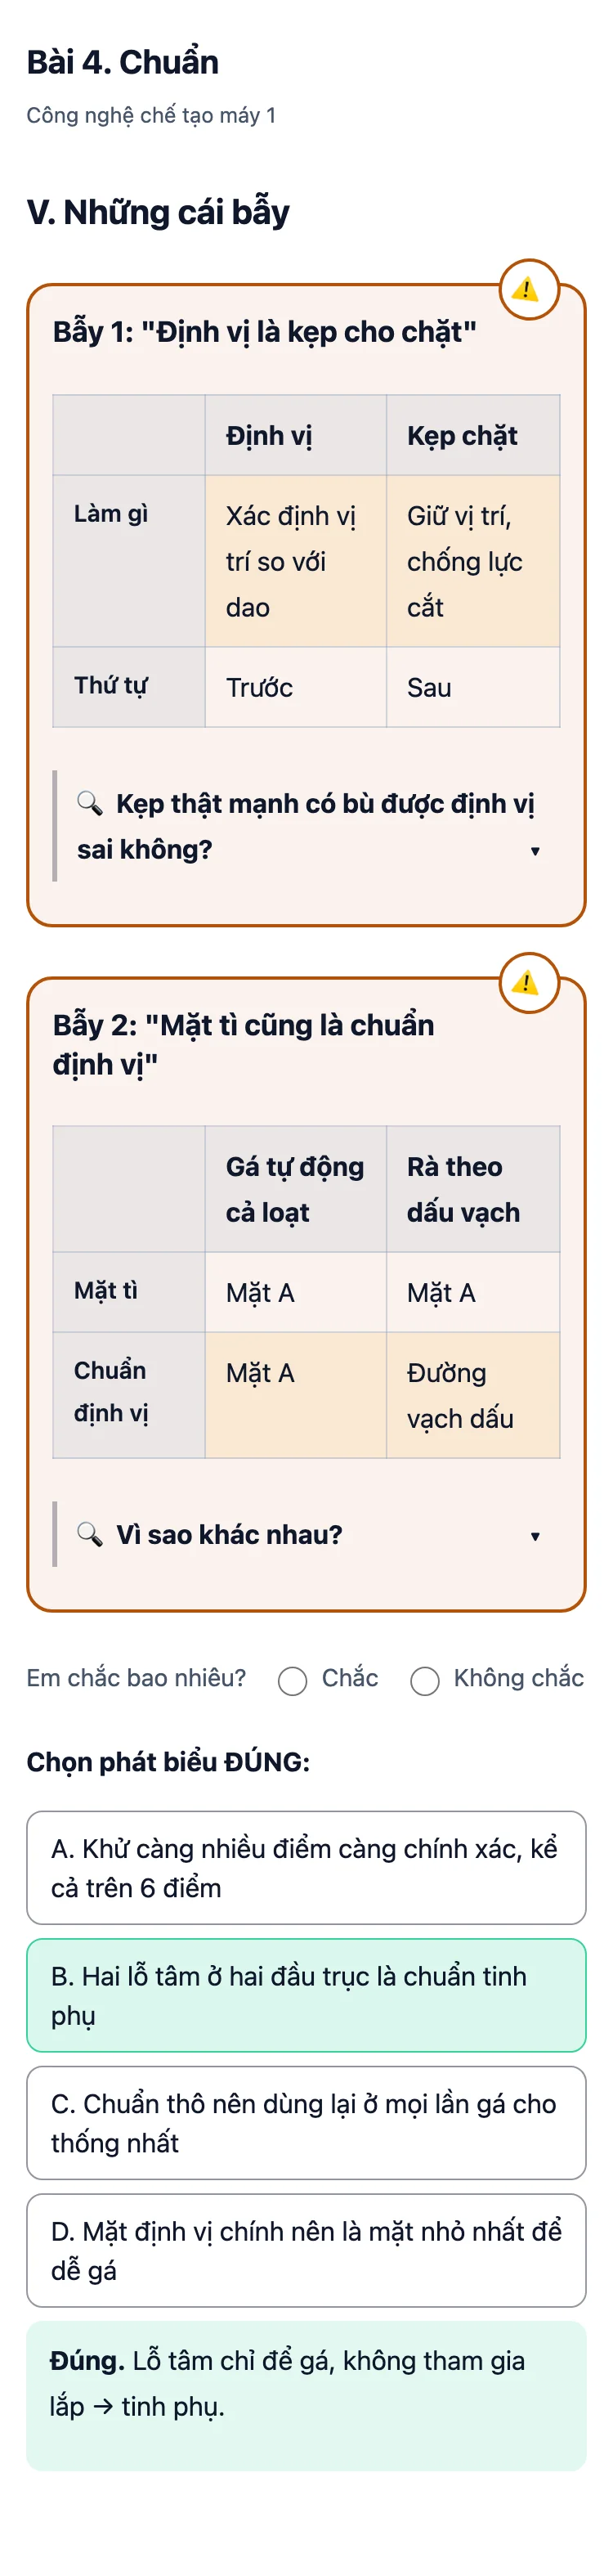 Bài 4. Chuẩn
Công nghệ chế tạo máy 1
V. Những cái bẫy
Bẫy 1: "Định vị là kẹp cho chặt"
Định vị
Kẹp chặt
Làm gì
Xác định vị
trí so với
dao
Giữ vị trí,
chống lực
cắt
Thứ tự
Trước
Sau
Kẹp thật mạnh có bù được định vị
sai không?
Bẫy 2: "Mặt tì cũng là chuẩn
định vị"
Gá tự động
cả loạt
Rà theo
dấu vạch
Mặt tì
Mặt A
Mặt A
Chuẩn
định vị
Mặt A
Đường
vạch dấu
Vì sao khác nhau?
Em chắc bao nhiêu?
Chắc
Không chắc
Chọn phát biểu ĐÚNG:
A. Khử càng nhiều điểm càng chính xác, kể
cả trên 6 điểm
B. Hai lỗ tâm ở hai đầu trục là chuẩn tinh
phụ
C. Chuẩn thô nên dùng lại ở mọi lần gá cho
thống nhất
D. Mặt định vị chính nên là mặt nhỏ nhất để
dễ gá
Đúng. Lỗ tâm chỉ để gá, không tham gia
lắp → tinh phụ.